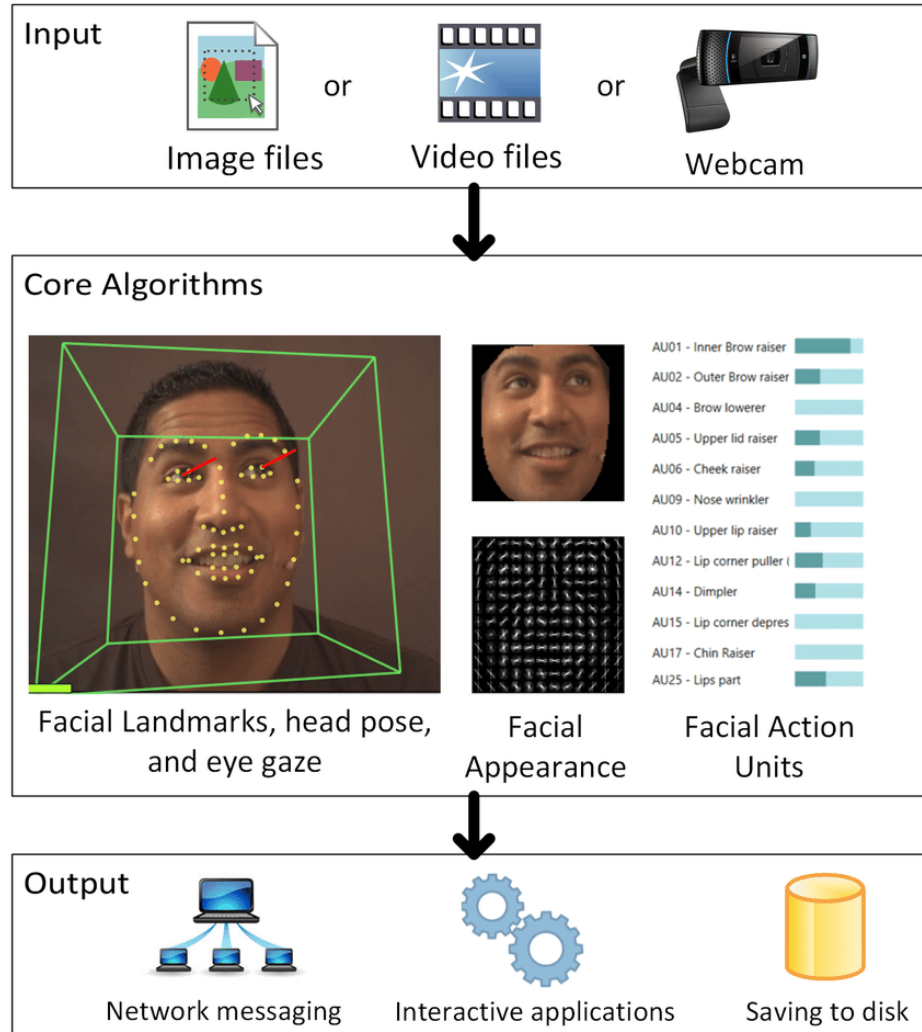 Input
or
or
Image files
Video files
Webcam
Core Algorithms
AU01 - Inner Brow raiser
AU02 - Outer Brow raiser
AU04 - Brow lowerer
AU05 - Upper lid raiser
AU06 - Cheek raiser
AU09 - Nose wrinkler
AU10 - Upper lip raiser
AU12 - Lip corner puller (
AU14 - Dimpler
AU15 - Lip corner depres
AU17 - Chin Raiser
AU25 - Lips part
Facial Landmarks, head pose,
and eye gaze
Facial
Appearance
Facial Action
Units
Output
Network messaging
Interactive applications
Saving to disk